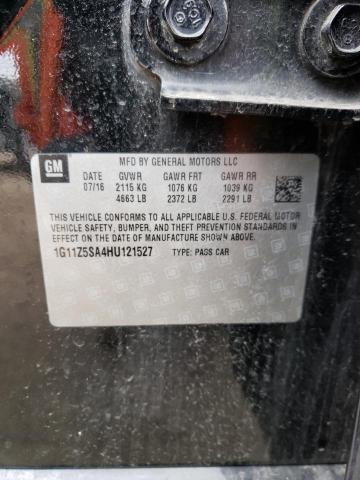 GM
MFD BY GENERAL MOTORS LLC
DATE GVWR GAWR FRT GAWR RR
07/16 2115 KG 1076 KG 1039 KG
4663 LB 2372 LB 2291 LB
THIS VEHICLE CONFORMS TO ALL APPLICABLE U.S. FEDERAL MOTOR
VEHICLE SAFETY, BUMPER, AND THEFT PREVENTION STANDARDS
IN EFFECT ON THE DATE OF MANUFACTURE SHOWN ABOVE.
1G11Z5SA4HU121527 TYPE: PASS CAR